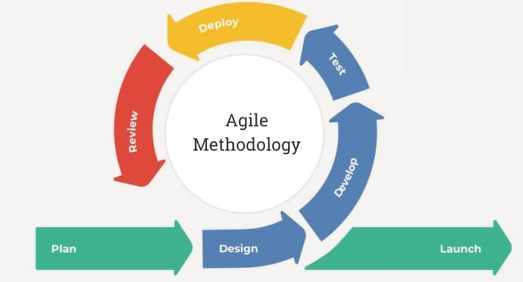 Deploy
Test
Review
Agile
Methodology
Develop
Plan
Design
Launch